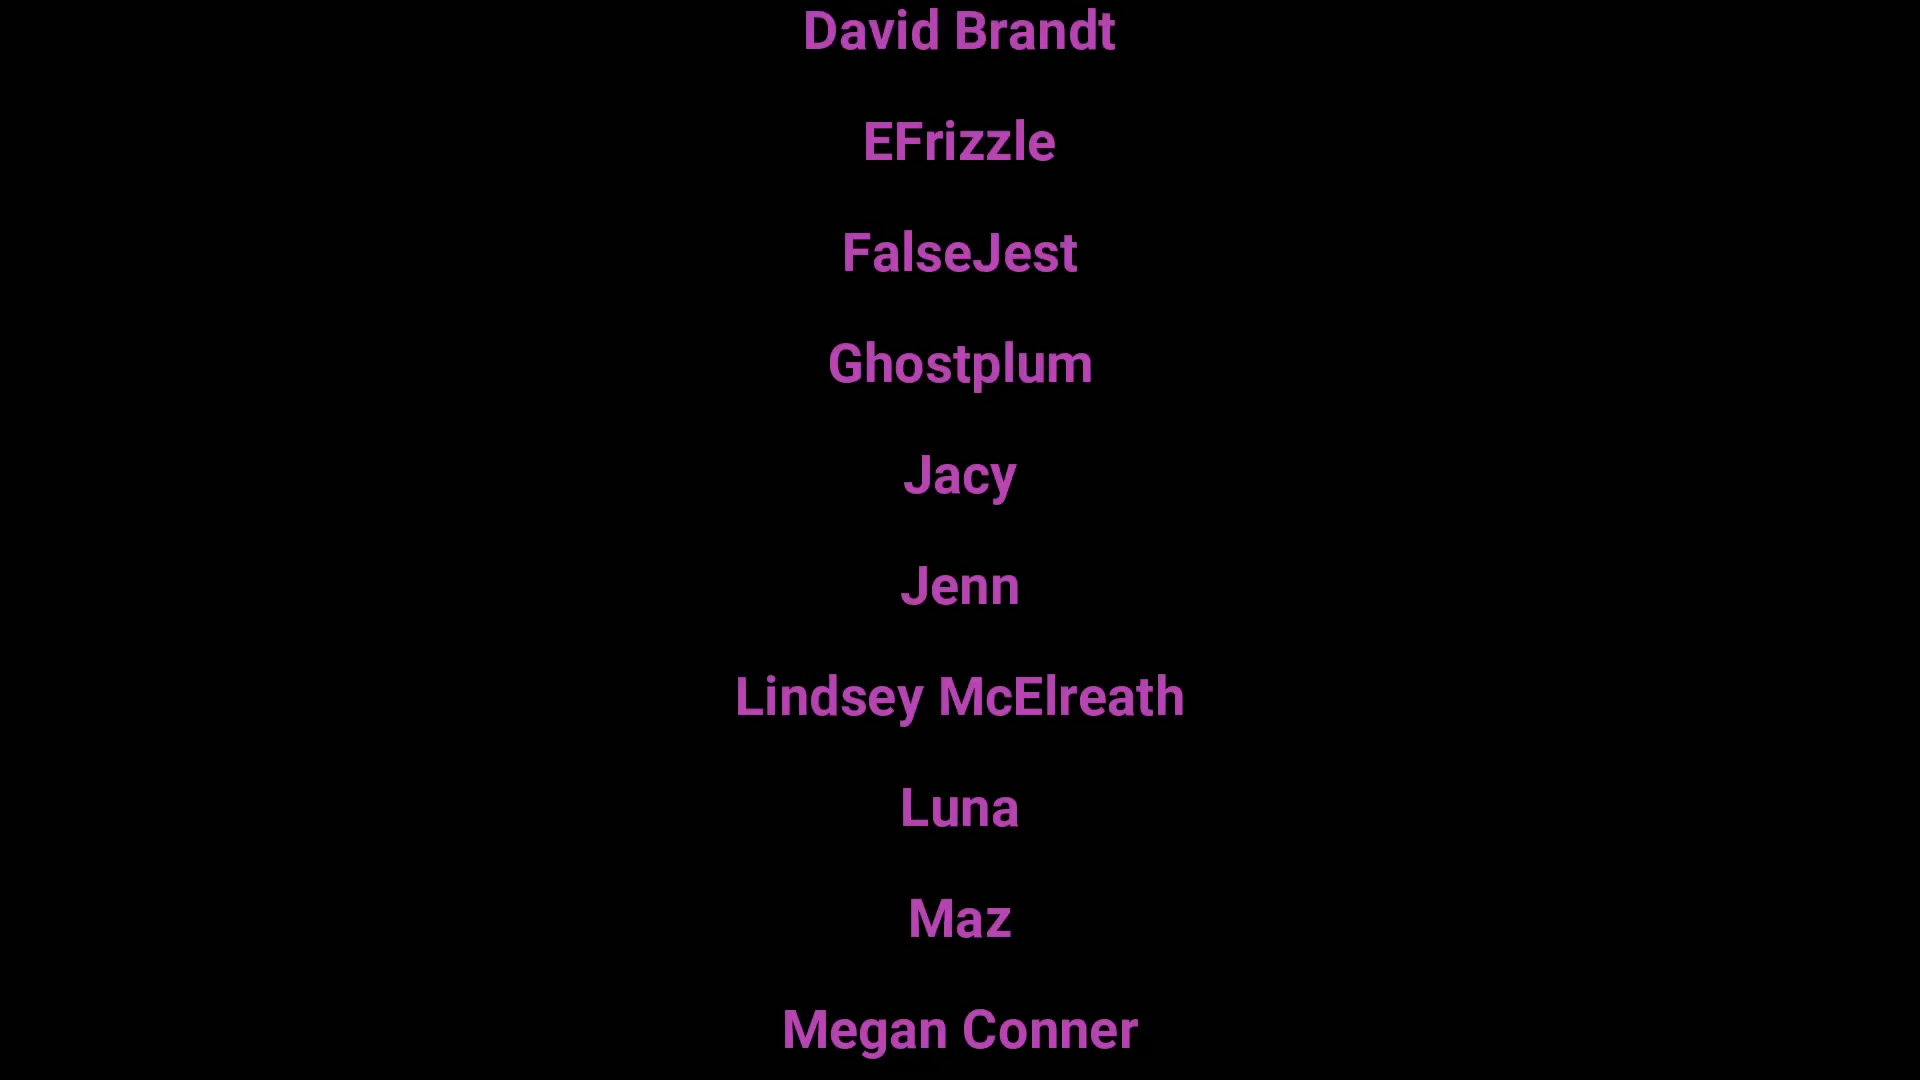 David Brandt
EFrizzle
FalseJest
Ghostplum
Jacy
Jenn
Lindsey McElreath
Luna
Maz
Megan Conner